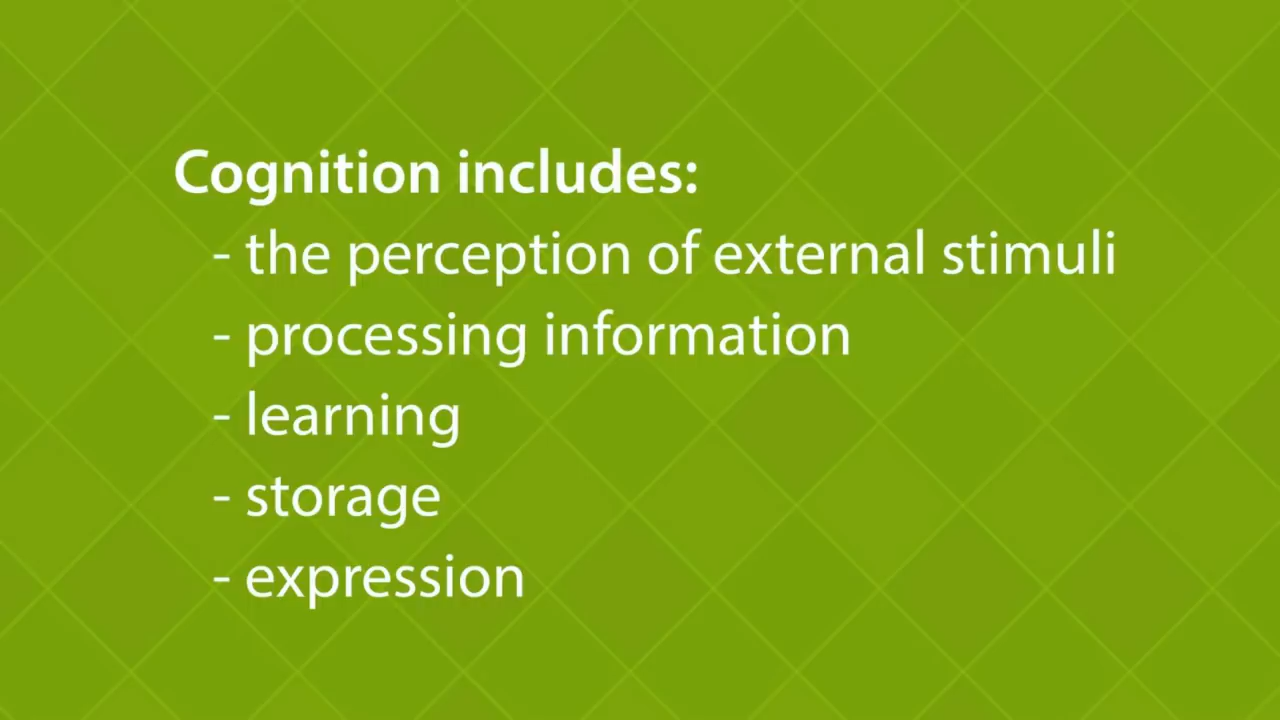 Cognition includes:
- the perception of external stimuli
- processing information
- learning
- storage
- expression